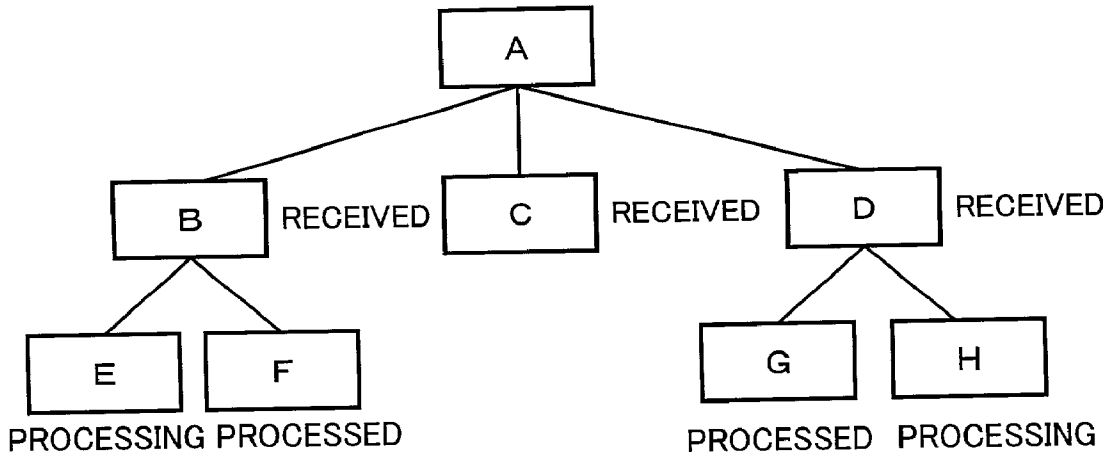 A
B RECEIVED C RECEIVED D RECEIVED
E F G H
PROCESSING PROCESSED PROCESSED PROCESSING